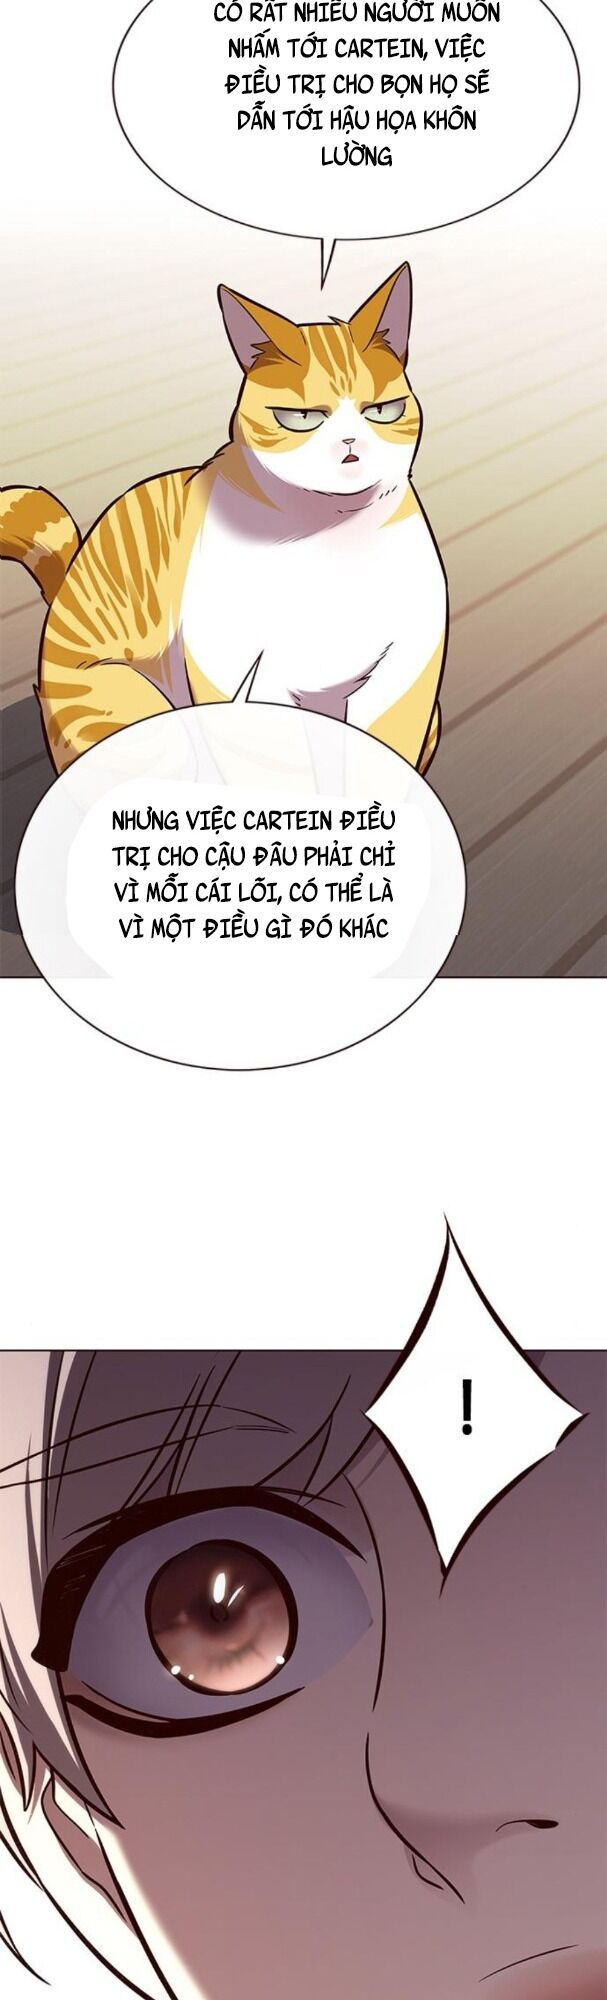 CÓ RẤT NHIỀU NGƯỜI MUỐN
NHẮM TỚI CARTEIN, VIỆC
ĐIỀU TRỊ CHO BỌN HỌ SẼ
DẪN TỚI HẬU HỌA KHÔN
LƯỜNG
NHƯNG VIỆC CARTEIN ĐIỀU
TRỊ CHO CẬU ĐÂU PHẢI CHỈ
VÌ MỖI CÁI LÕI, CÓ THỂ LÀ
VÌ MỘT ĐIỀU GÌ ĐÓ KHÁC
!